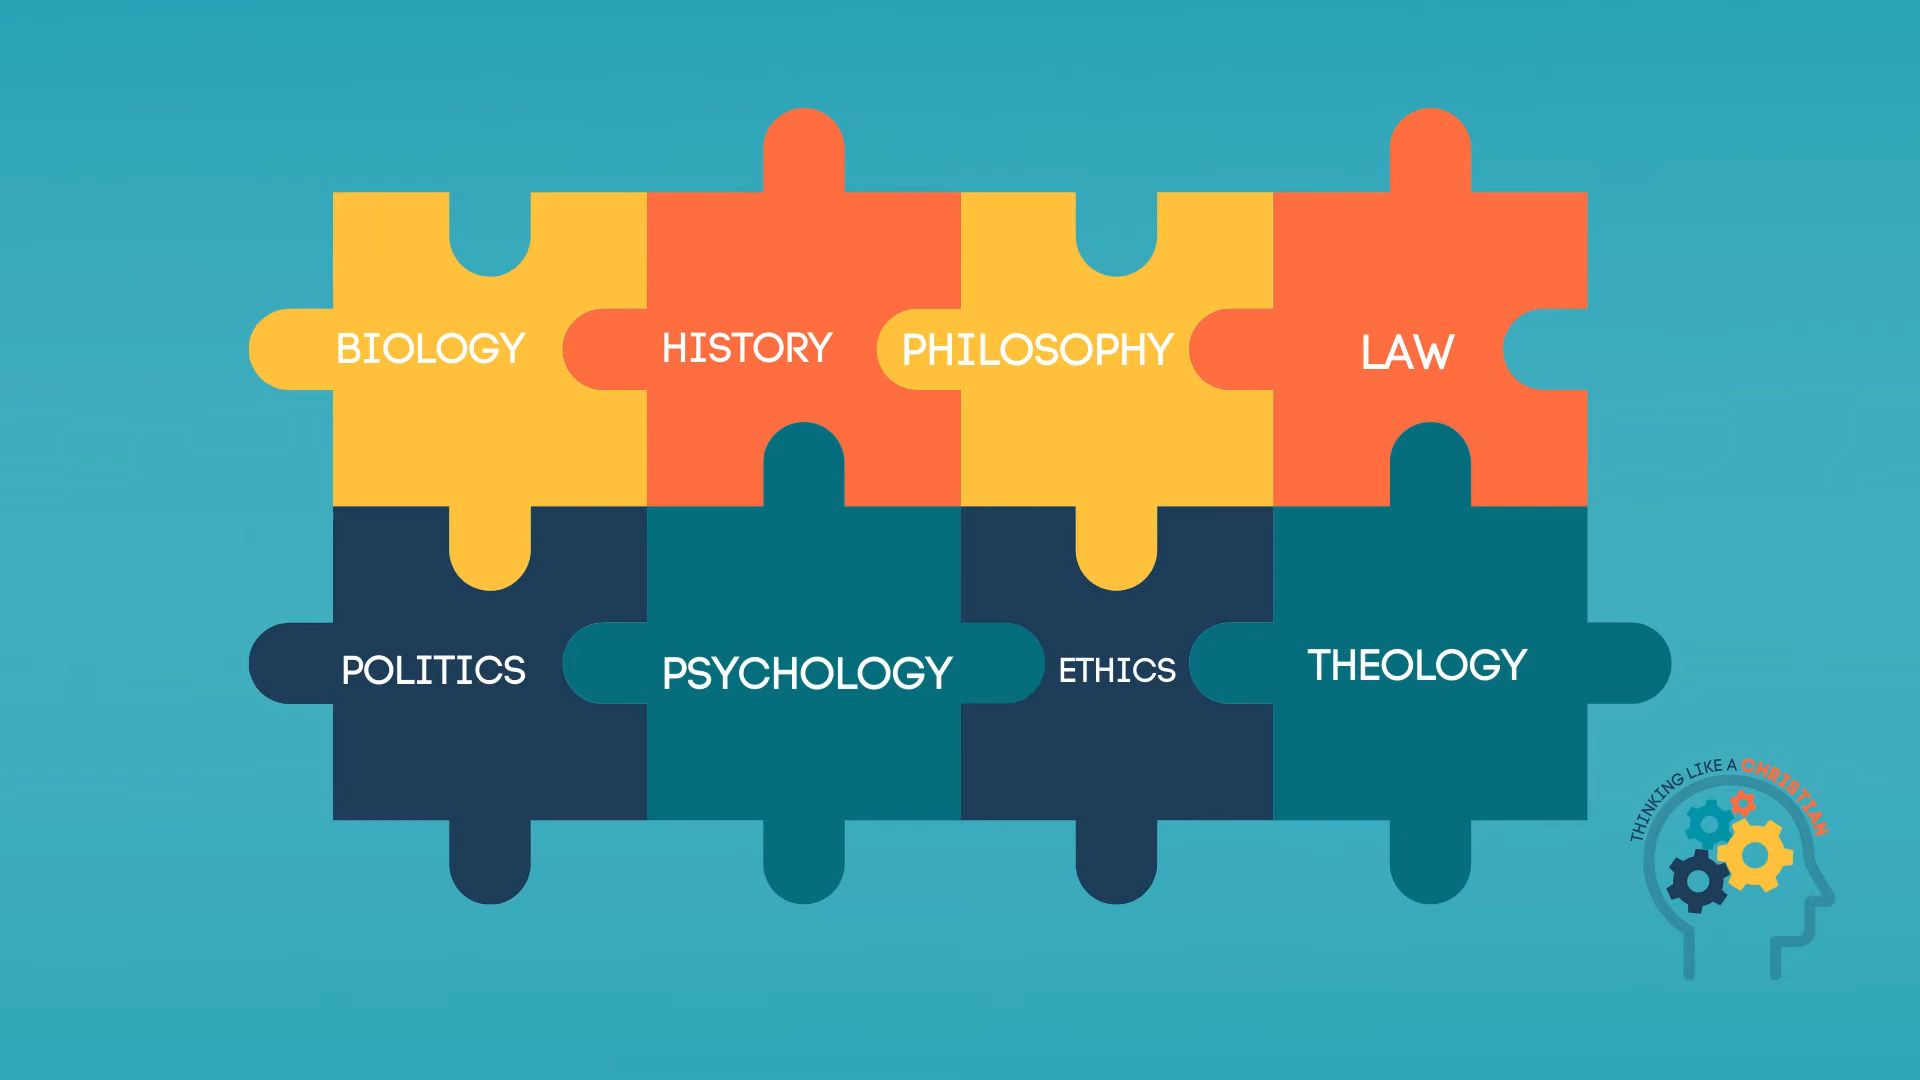 BIOLOGY
HISTORY
PHILOSOPHY
LAW
POLITICS
PSYCHOLOGY
ETHICS
THEOLOGY
THINKING LIKE A CHRISTIAN